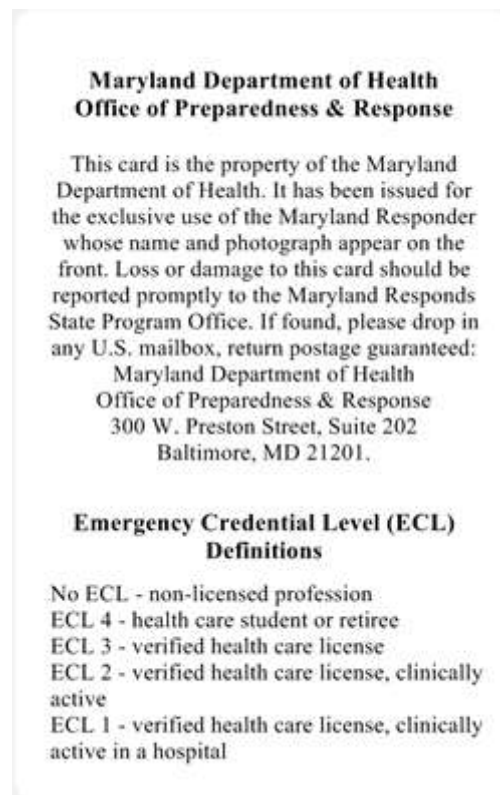 Maryland Department of Health
Office of Preparedness & Response
This card is the property of the Maryland
Department of Health. It has been issued for
the exclusive use of the Maryland Responder
whose name and photograph appear on the
front. Loss or damage to this card should be
reported promptly to the Maryland Responds
State Program Office. If found, please drop in
any U.S. mailbox, return postage guaranteed:
Maryland Department of Health
Office of Preparedness & Response
300 W. Preston Street, Suite 202
Baltimore, MD 21201.
Emergency Credential Level (ECL)
Definitions
No ECL - non-licensed profession
ECL 4 - health care student or retiree
ECL 3 - verified health care license
ECL 2 - verified health care license, clinically
active
ECL 1 - verified health care license, clinically
active in a hospital